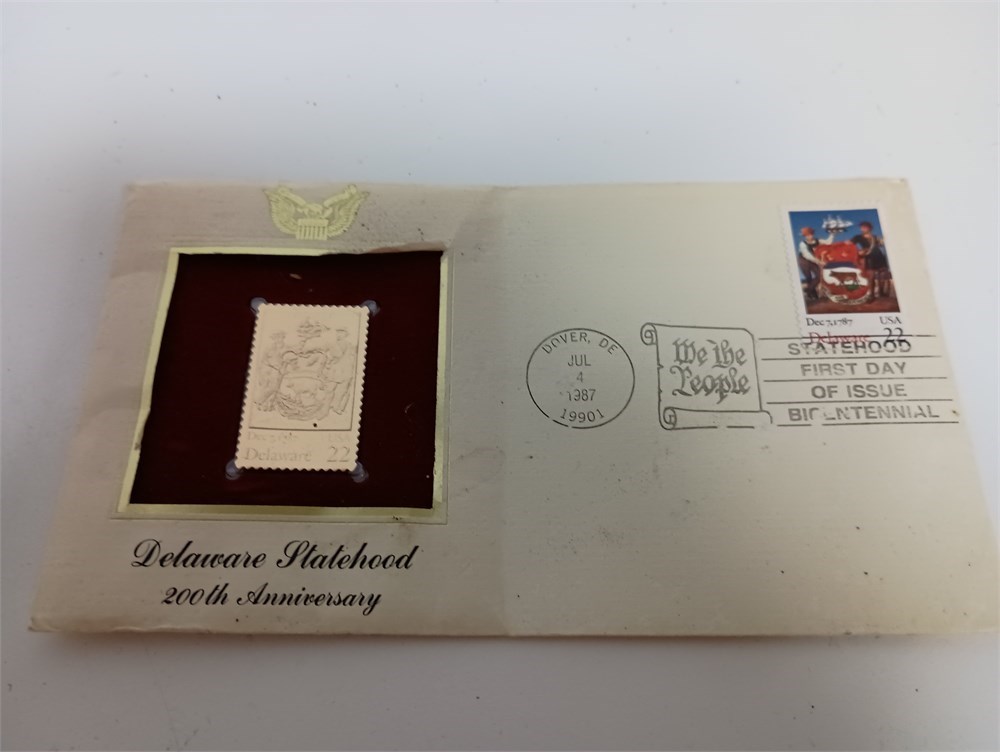 Dec 7, 1787 USA
Delaware 22
Delaware Statehood
200th Anniversary
DOVER, DE
JUL
4
1987
19901
We the
People
Dec 7, 1787 USA
Delaware 22
STATEHOOD
FIRST DAY
OF ISSUE
BICENTENNIAL